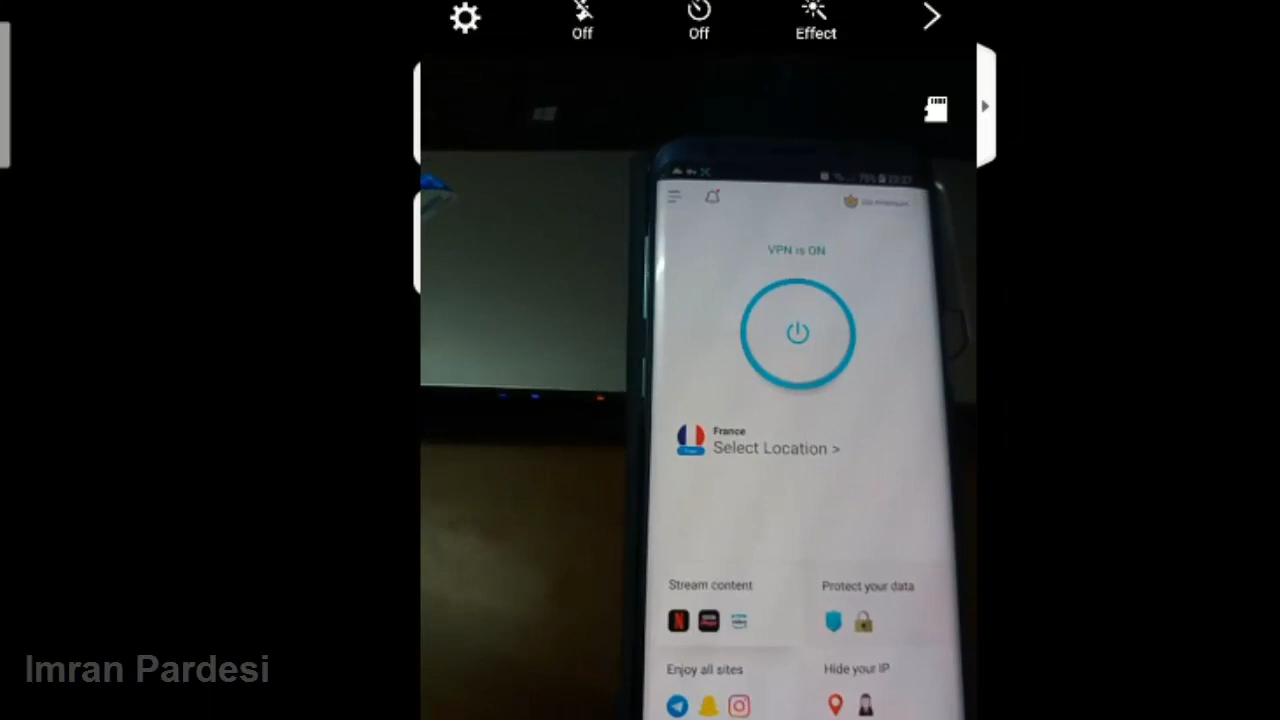 Off
Off
Effect
VPN is ON
France
Select Location >
Stream content
Protect your data
Enjoy all sites
Hide your IP
Imran Pardesi